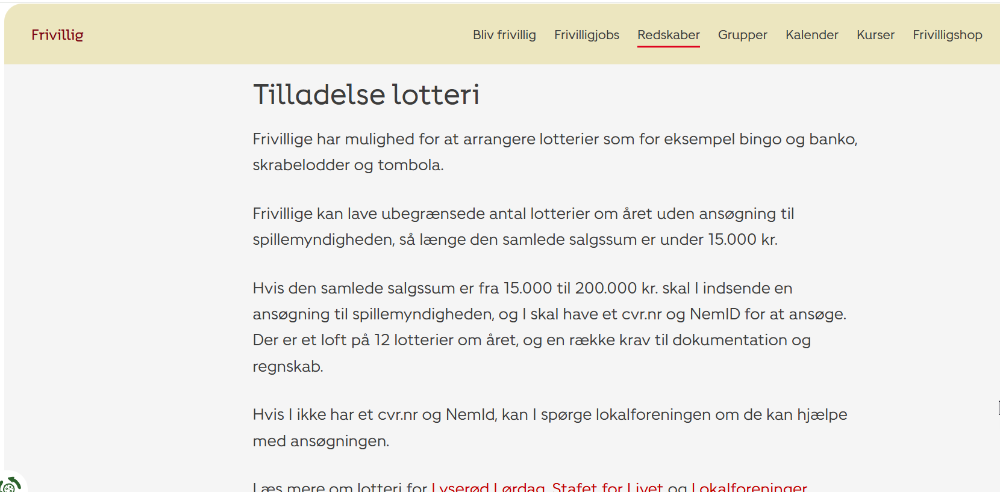 Frivillig
Bliv frivillig Frivilligjobs Redskaber Grupper Kalender Kurser Frivilligshop
Tilladelse lotteri
Frivillige har mulighed for at arrangere lotterier som for eksempel bingo og banko,
skrabelodder og tombola.
Frivillige kan lave ubegrænsede antal lotterier om året uden ansøgning til
spillemyndigheden, så længe den samlede salgssum er under 15.000 kr.
Hvis den samlede salgssum er fra 15.000 til 200.000 kr. skal I indsende en
ansøgning til spillemyndigheden, og I skal have et cvr.nr og NemID for at ansøge.
Der er et loft på 12 lotterier om året, og en række krav til dokumentation og
regnskab.
Hvis I ikke har et cvr.nr og NemId, kan I spørge lokalforeningen om de kan hjælpe
med ansøgningen.
Læs mere om lotteri for Lyserød Lørdag, Stafet for Livet og Lokalforeninger